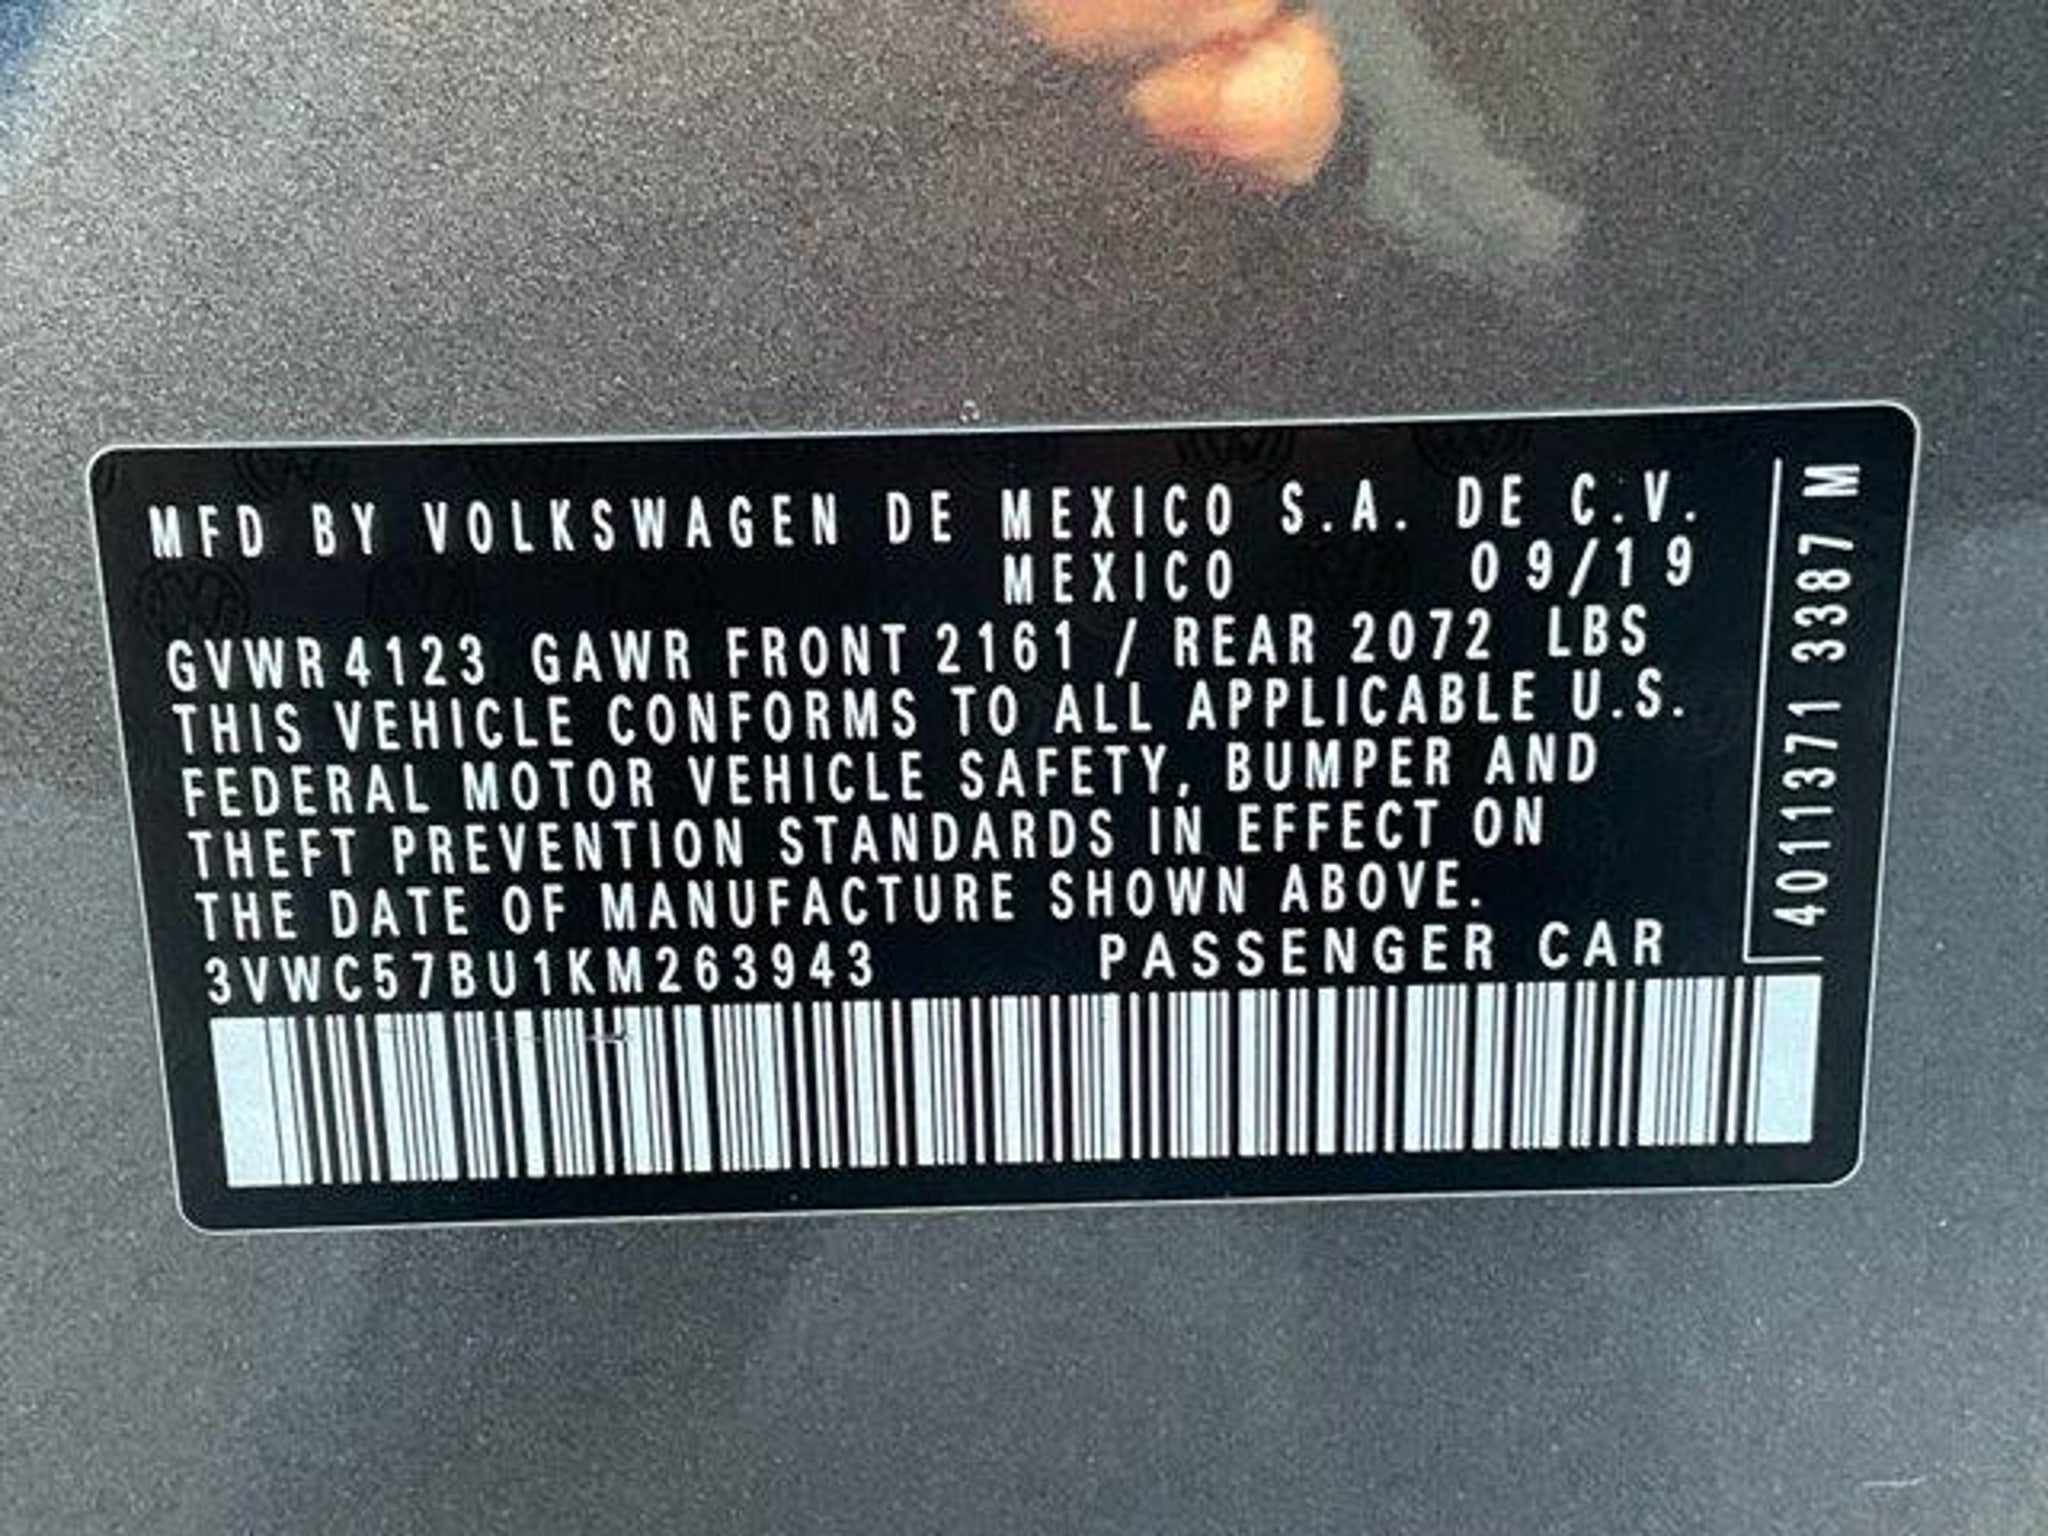 MFD BY VOLKSWAGEN DE MEXICO S.A. DE C.V.
MEXICO 09/19
GVWR 4123 GAWR FRONT 2161 / REAR 2072 LBS
THIS VEHICLE CONFORMS TO ALL APPLICABLE U.S.
FEDERAL MOTOR VEHICLE SAFETY, BUMPER AND
THEFT PREVENTION STANDARDS IN EFFECT ON
THE DATE OF MANUFACTURE SHOWN ABOVE.
3VWC57BU1KM263943 PASSENGER CAR
4011371 3387 M